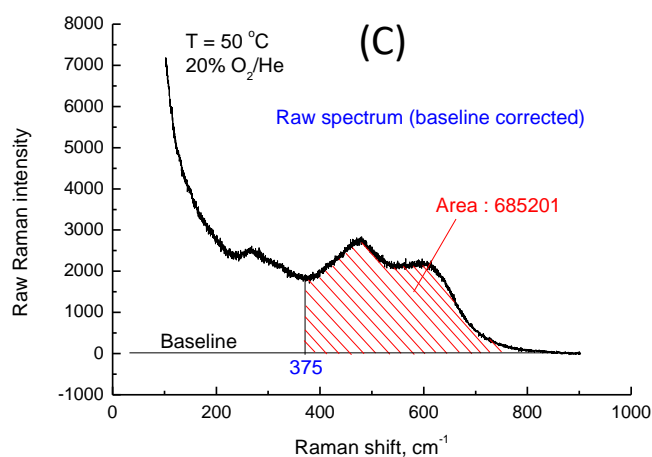 8000
7000
6000
5000
4000
3000
2000
1000
0
-1000
Raw Raman intensity
T = 50 °C
20% O₂/He
(C)
Raw spectrum (baseline corrected)
Area : 685201
Baseline
375
0 200 400 600 800 1000
Raman shift, cm⁻¹